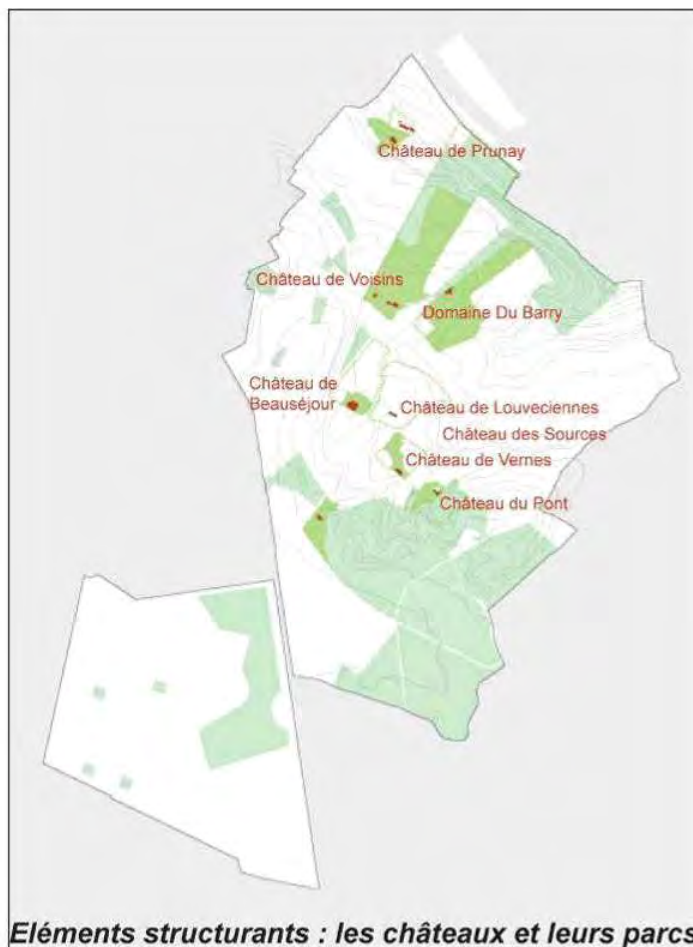 Château de Prunay
Château de Voisins
Domaine Du Barry
Château de
Beauséjour
Château de Louveciennes
Château des Sources
Château de Vernes
Château du Pont
Eléments structurants : les châteaux et leurs parcs